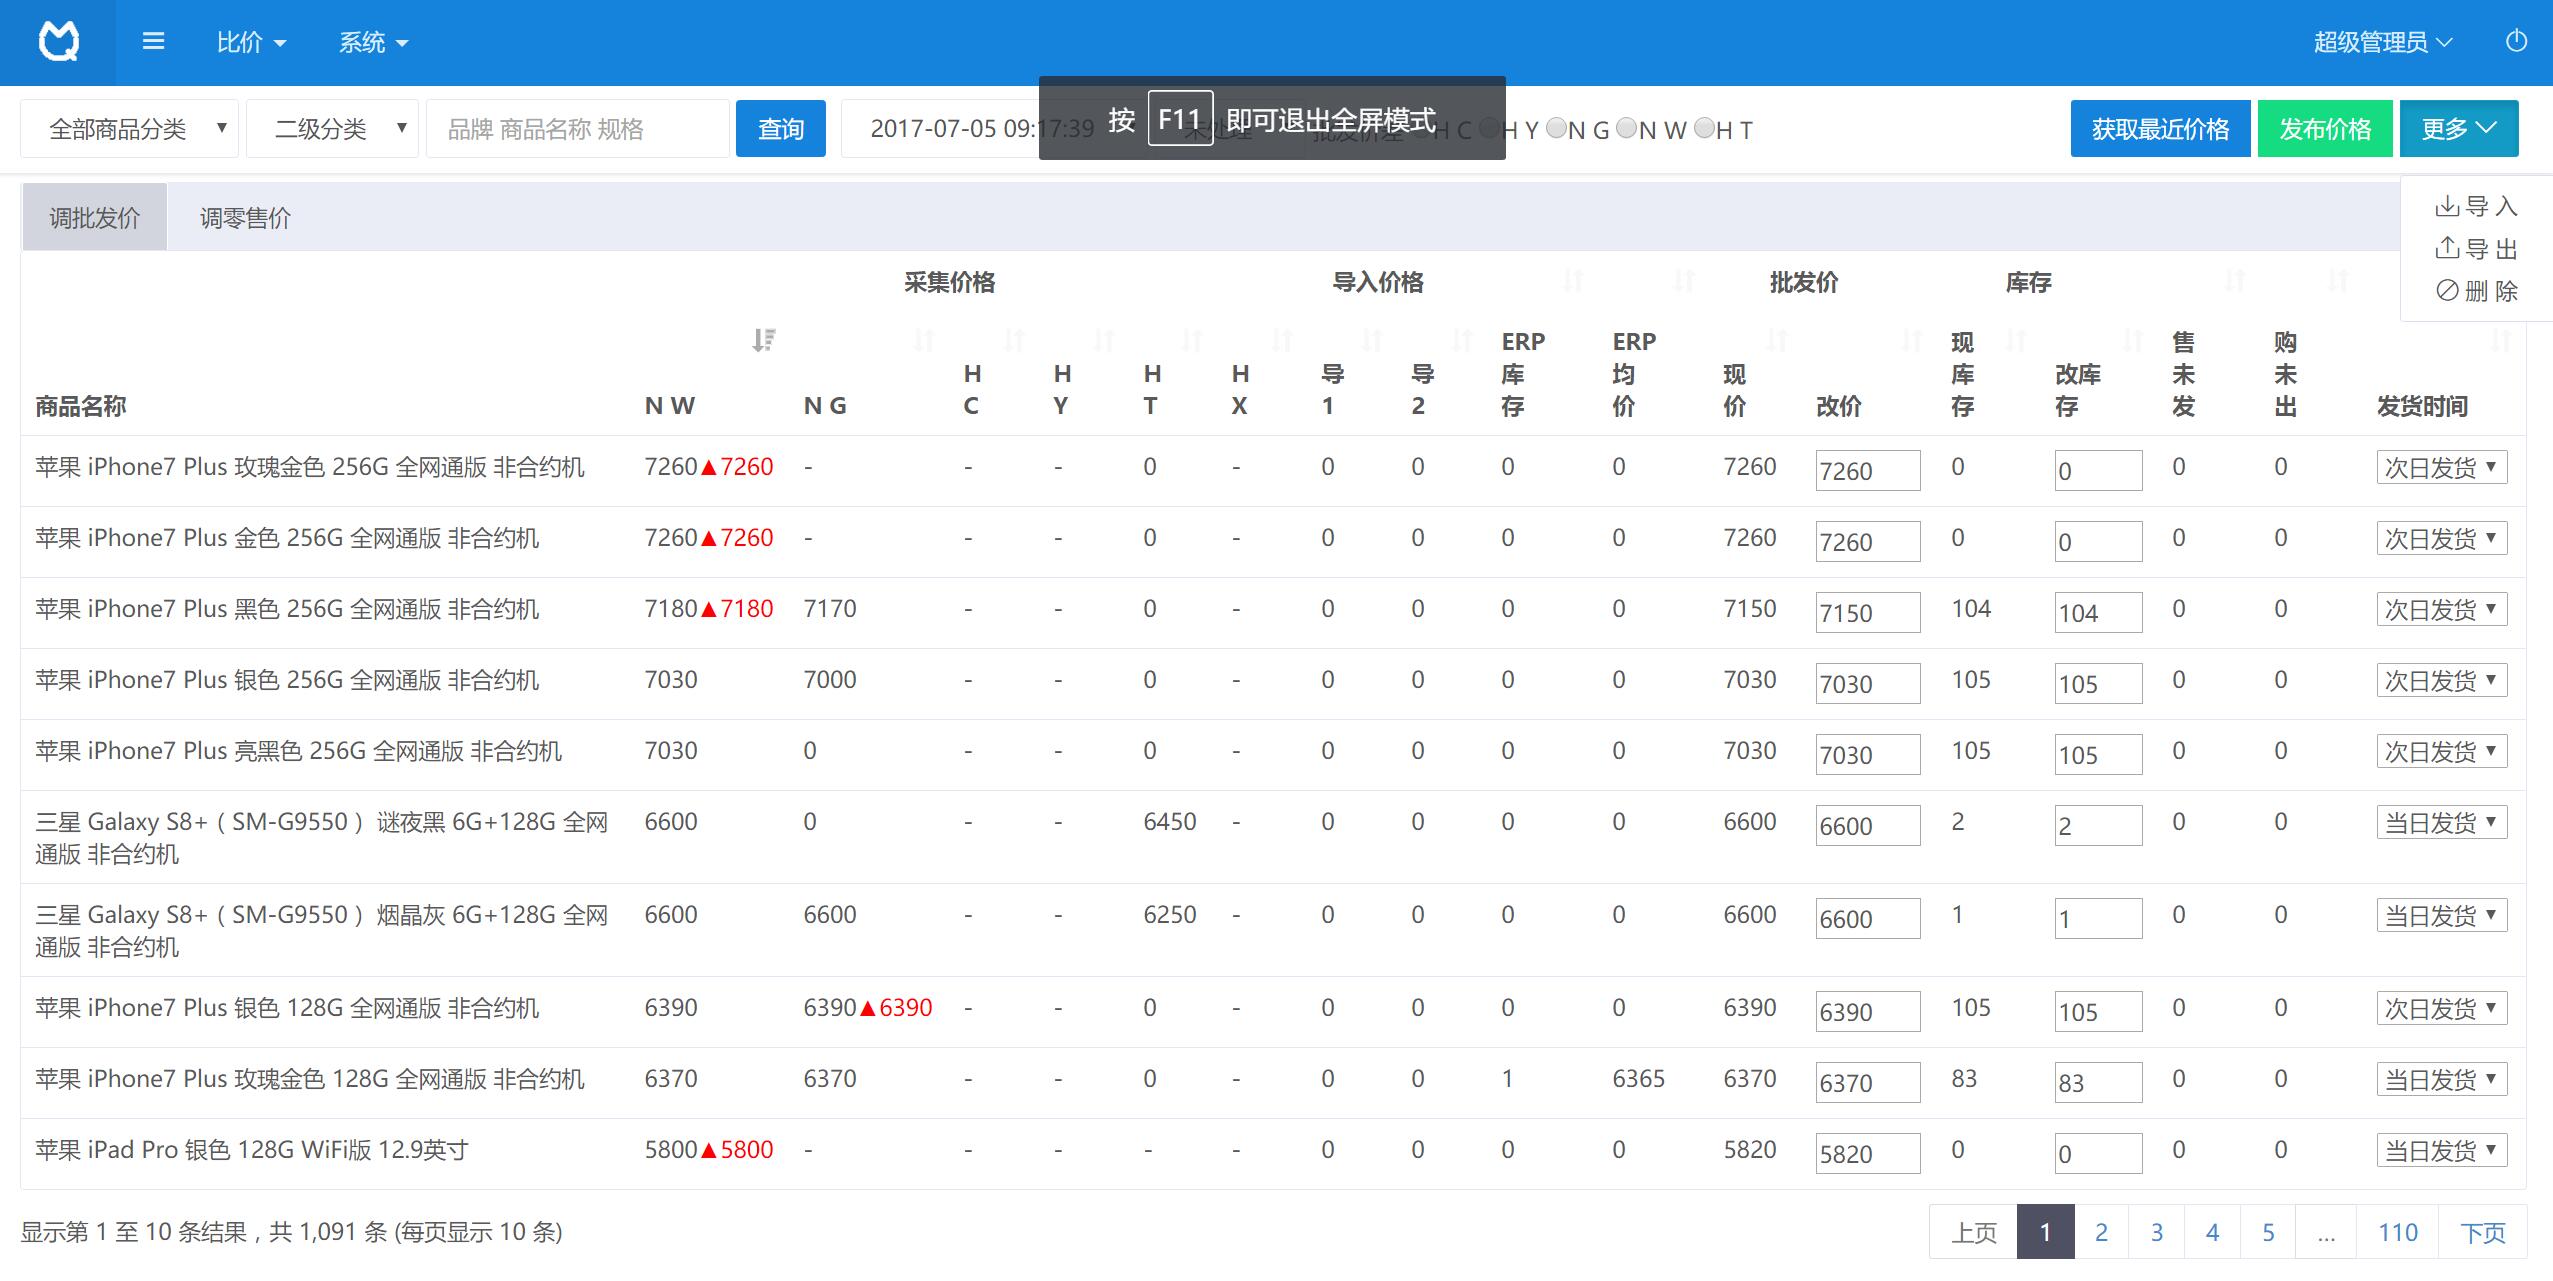 比价 系统 超级管理员
全部商品分类 二级分类 品牌 商品名称 规格 查询 2017-07-05 09:17:39 未处理 批发价差 H C H Y N G N W H T 获取最近价格 发布价格 更多
按 F11 即可退出全屏模式
导 入
导 出
删 除
调批发价 调零售价
采集价格 导入价格 批发价 库存
商品名称 N W N G H C H Y H T H X 导1 导2 ERP库存 ERP均价 现价 改价 现库存 改库存 售未发 购未出 发货时间
苹果 iPhone7 Plus 玫瑰金色 256G 全网通版 非合约机 7260▲7260 - - - 0 - 0 0 0 0 7260 7260 0 0 0 0 次日发货
苹果 iPhone7 Plus 金色 256G 全网通版 非合约机 7260▲7260 - - - 0 - 0 0 0 0 7260 7260 0 0 0 0 次日发货
苹果 iPhone7 Plus 黑色 256G 全网通版 非合约机 7180▲7180 7170 - - 0 - 0 0 0 0 7150 7150 104 104 0 0 次日发货
苹果 iPhone7 Plus 银色 256G 全网通版 非合约机 7030 7000 - - 0 - 0 0 0 0 7030 7030 105 105 0 0 次日发货
苹果 iPhone7 Plus 亮黑色 256G 全网通版 非合约机 7030 0 - - 0 - 0 0 0 0 7030 7030 105 105 0 0 次日发货
三星 Galaxy S8+（SM-G9550） 谜夜黑 6G+128G 全网 6600 0 - - 6450 - 0 0 0 0 6600 6600 2 2 0 0 当日发货
通版 非合约机
三星 Galaxy S8+（SM-G9550） 烟晶灰 6G+128G 全网 6600 6600 - - 6250 - 0 0 0 0 6600 6600 1 1 0 0 当日发货
通版 非合约机
苹果 iPhone7 Plus 银色 128G 全网通版 非合约机 6390 6390▲6390 - - 0 - 0 0 0 0 6390 6390 105 105 0 0 次日发货
苹果 iPhone7 Plus 玫瑰金色 128G 全网通版 非合约机 6370 6370 - - 0 - 0 0 1 6365 6370 6370 83 83 0 0 当日发货
苹果 iPad Pro 银色 128G WiFi版 12.9英寸 5800▲5800 - - - - - 0 0 0 0 5820 5820 0 0 0 0 当日发货
显示第 1 至 10 条结果，共 1,091 条 (每页显示 10 条) 上页 1 2 3 4 5 ... 110 下页